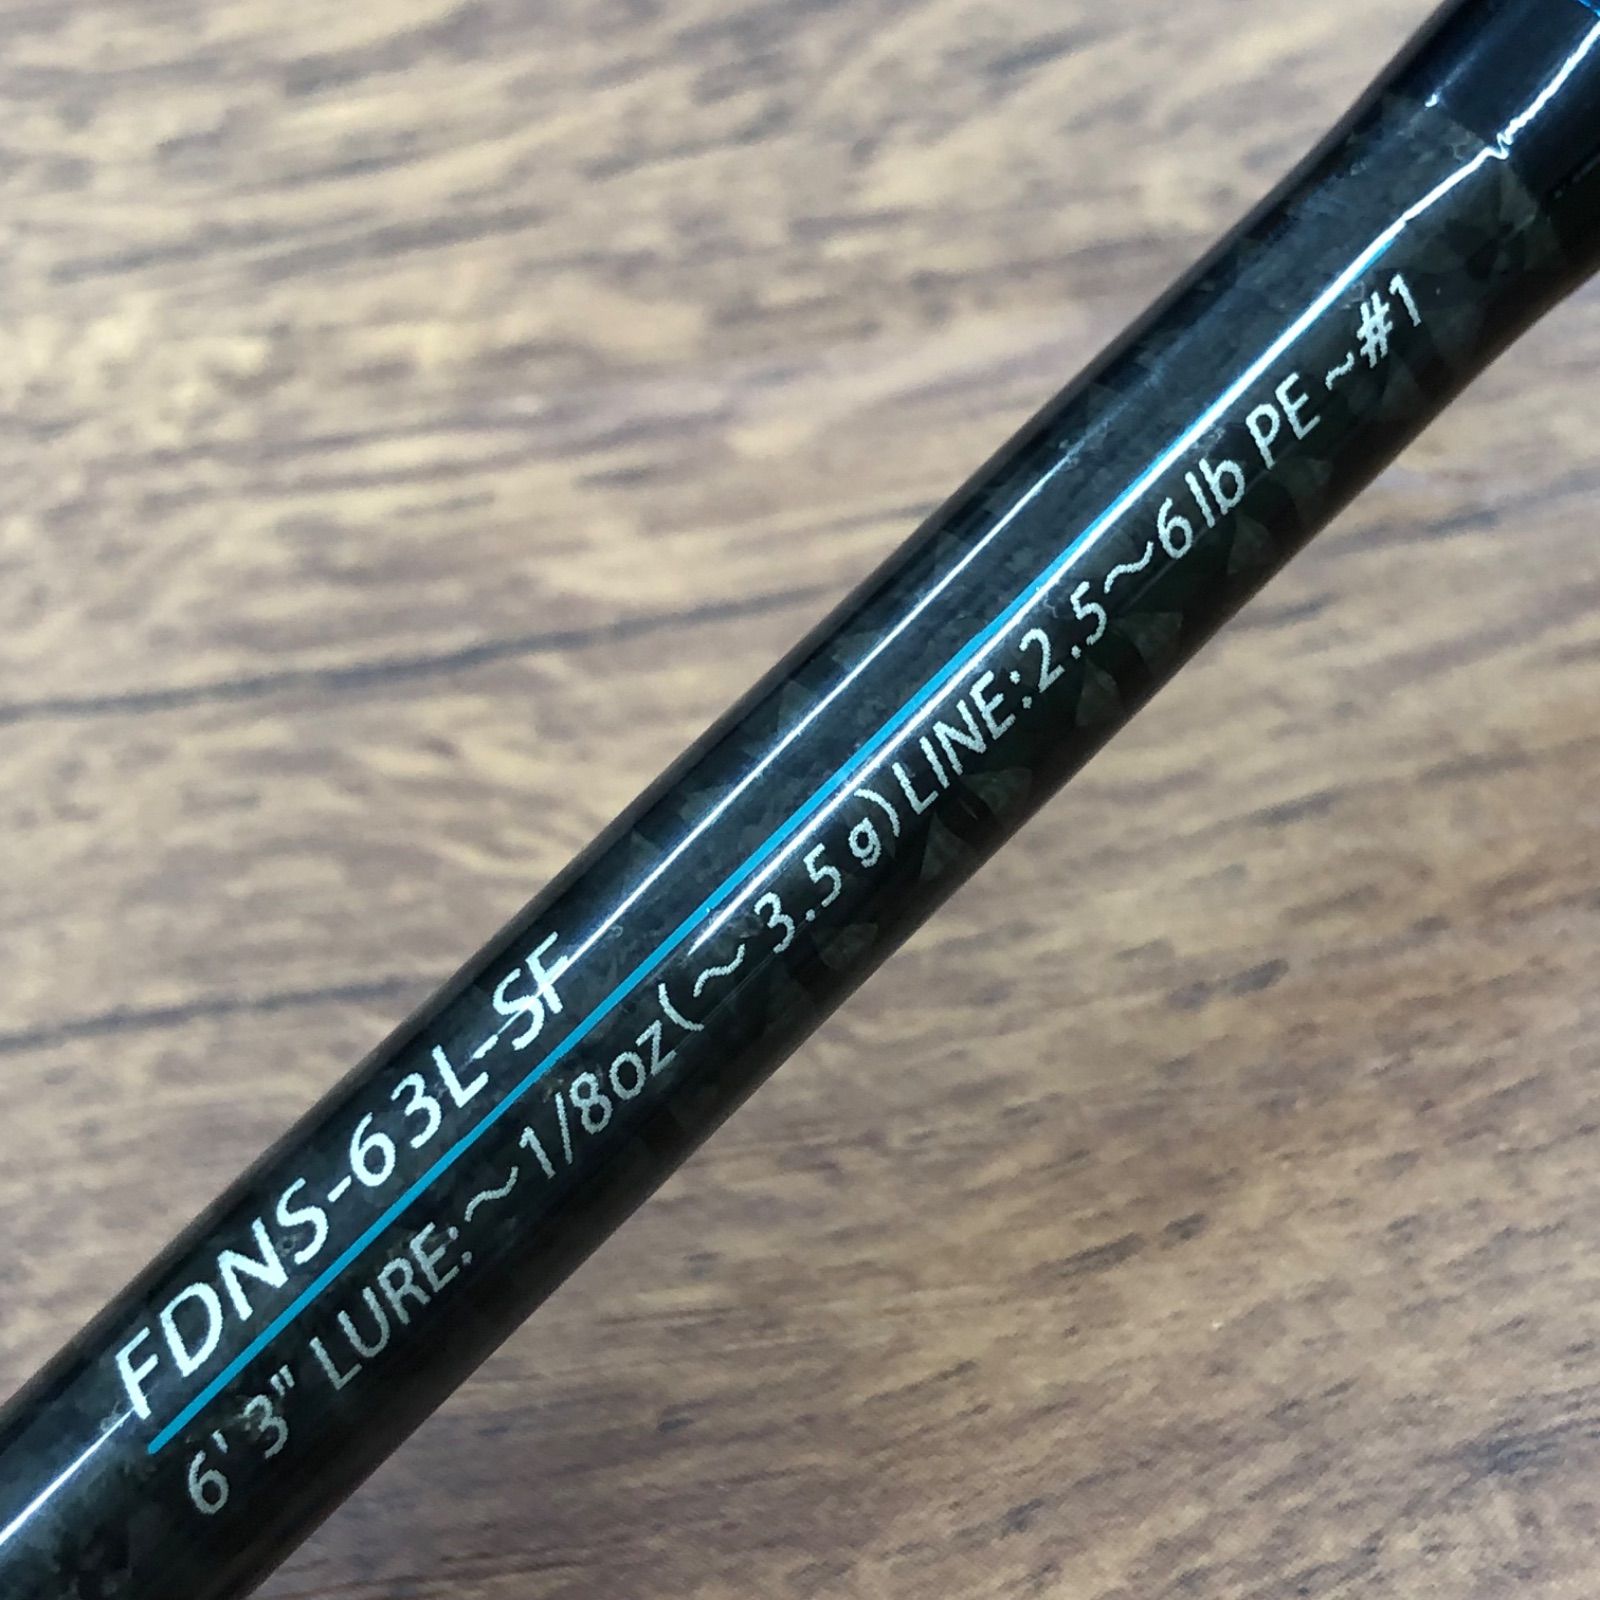 FDNS-63L-SF
6'3" LURE:～1/8oz(～3.5g)LINE:2.5～6lb PE~#1